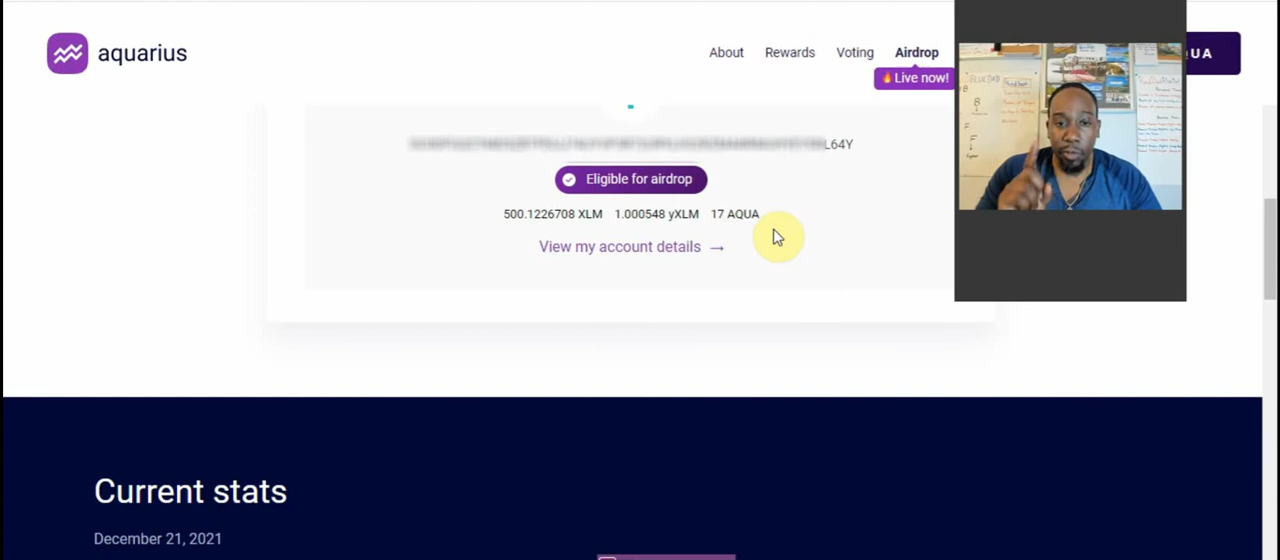 aquarius
About Rewards Voting Airdrop QUA
🔥Live now!
L64Y
Eligible for airdrop
500.1226708 XLM 1.000548 yXLM 17 AQUA
View my account details →
Current stats
December 21, 2021